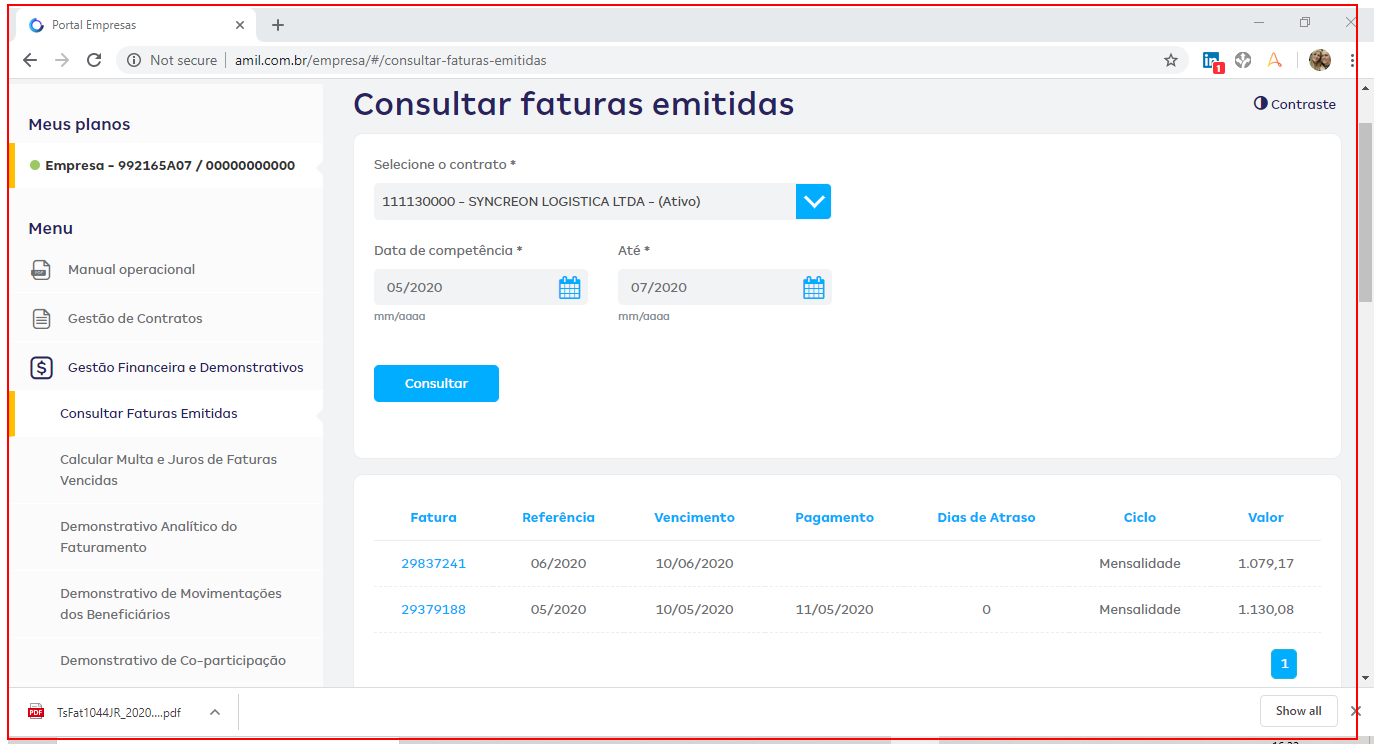 Portal Empresas
Not secure | amil.com.br/empresa/#/consultar-faturas-emitidas
1
Meus planos
Empresa - 992165A07 / 00000000000
Menu
Manual operacional
Gestão de Contratos
Gestão Financeira e Demonstrativos
Consultar Faturas Emitidas
Calcular Multa e Juros de Faturas
Vencidas
Demonstrativo Analítico do
Faturamento
Demonstrativo de Movimentações
dos Beneficiários
Demonstrativo de Co-participação
Consultar faturas emitidas
Contraste
Selecione o contrato *
111130000 - SYNCREON LOGISTICA LTDA - (Ativo)
Data de competência * Até *
05/2020 07/2020
mm/aaaa mm/aaaa
Consultar
Fatura Referência Vencimento Pagamento Dias de Atraso Ciclo Valor
29837241 06/2020 10/06/2020 Mensalidade 1.079,17
29379188 05/2020 10/05/2020 11/05/2020 0 Mensalidade 1.130,08
1
PDF TsFat1044JR_2020....pdf
Show all